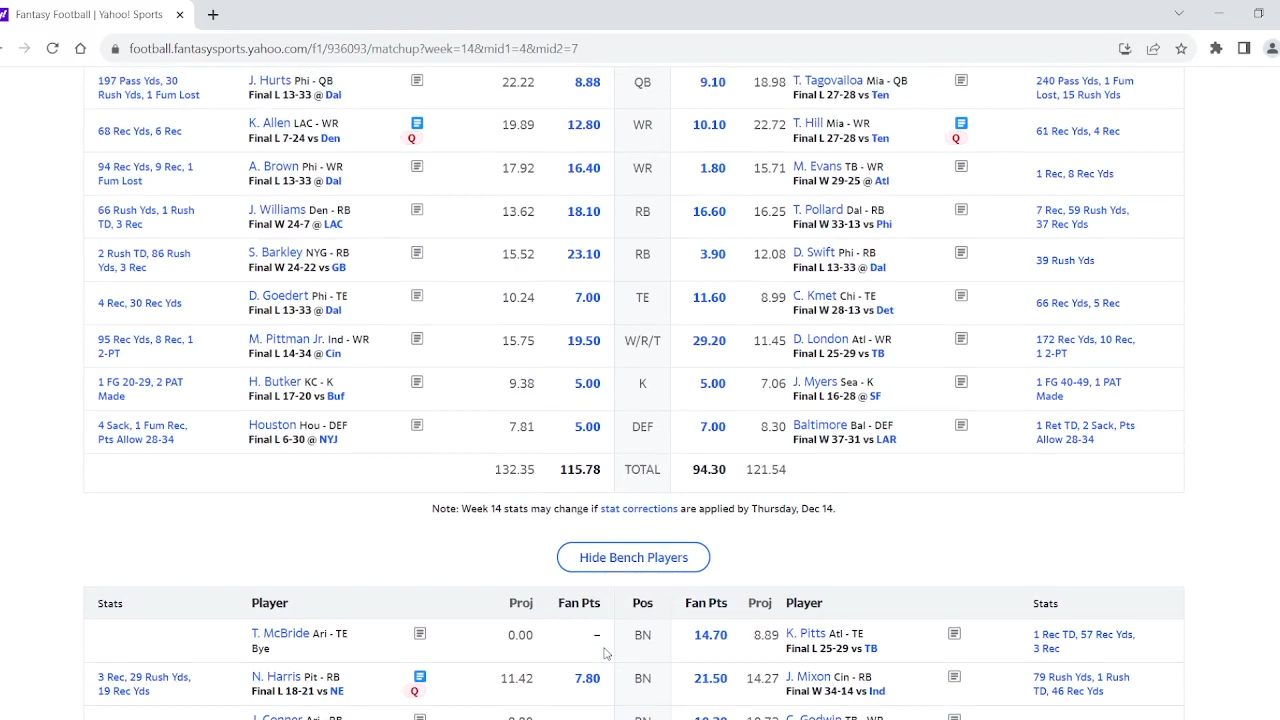 Fantasy Football | Yahoo! Sports
football.fantasysports.yahoo.com/f1/936093/matchup?week=14&mid1=4&mid2=7
197 Pass Yds, 30 J. Hurts Phi - QB 22.22 8.88 QB 9.10 18.98 T. Tagovailoa Mia - QB 240 Pass Yds, 1 Fum
Rush Yds, 1 Fum Lost Final L 13-33 @ Dal Final L 27-28 vs Ten Lost, 15 Rush Yds
68 Rec Yds, 6 Rec K. Allen LAC - WR 19.89 12.80 WR 10.10 22.72 T. Hill Mia - WR 61 Rec Yds, 4 Rec
Final L 7-24 vs Den Q Final L 27-28 vs Ten Q
94 Rec Yds, 9 Rec, 1 A. Brown Phi - WR 17.92 16.40 WR 1.80 15.71 M. Evans TB - WR 1 Rec, 8 Rec Yds
Fum Lost Final L 13-33 @ Dal Final W 29-25 @ Atl
66 Rush Yds, 1 Rush J. Williams Den - RB 13.62 18.10 RB 16.60 16.25 T. Pollard Dal - RB 7 Rec, 59 Rush Yds,
TD, 3 Rec Final W 24-7 @ LAC Final W 33-13 vs Phi 37 Rec Yds
2 Rush TD, 86 Rush S. Barkley NYG - RB 15.52 23.10 RB 3.90 12.08 D. Swift Phi - RB 39 Rush Yds
Yds, 3 Rec Final W 24-22 vs GB Final L 13-33 @ Dal
4 Rec, 30 Rec Yds D. Goedert Phi - TE 10.24 7.00 TE 11.60 8.99 C. Kmet Chi - TE 66 Rec Yds, 5 Rec
Final L 13-33 @ Dal Final W 28-13 vs Det
95 Rec Yds, 8 Rec, 1 M. Pittman Jr. Ind - WR 15.75 19.50 W/R/T 29.20 11.45 D. London Atl - WR 172 Rec Yds, 10 Rec,
2-PT Final L 14-34 @ Cin Final L 25-29 vs TB 1 2-PT
1 FG 20-29, 2 PAT H. Butker KC - K 9.38 5.00 K 5.00 7.06 J. Myers Sea - K 1 FG 40-49, 1 PAT
Made Final L 17-20 vs Buf Final L 16-28 @ SF Made
4 Sack, 1 Fum Rec, Houston Hou - DEF 7.81 5.00 DEF 7.00 8.30 Baltimore Bal - DEF 1 Ret TD, 2 Sack, Pts
Pts Allow 28-34 Final L 6-30 @ NYJ Final W 37-31 vs LAR Allow 28-34
132.35 115.78 TOTAL 94.30 121.54
Note: Week 14 stats may change if stat corrections are applied by Thursday, Dec 14.
Hide Bench Players
Stats Player Proj Fan Pts Pos Fan Pts Proj Player Stats
T. McBride Ari - TE 0.00 – BN 14.70 8.89 K. Pitts Atl - TE 1 Rec TD, 57 Rec Yds,
Bye Final L 25-29 vs TB 3 Rec
3 Rec, 29 Rush Yds, N. Harris Pit - RB 11.42 7.80 BN 21.50 14.27 J. Mixon Cin - RB 79 Rush Yds, 1 Rush
19 Rec Yds Final L 18-21 vs NE Q Final W 34-14 vs Ind TD, 46 Rec Yds